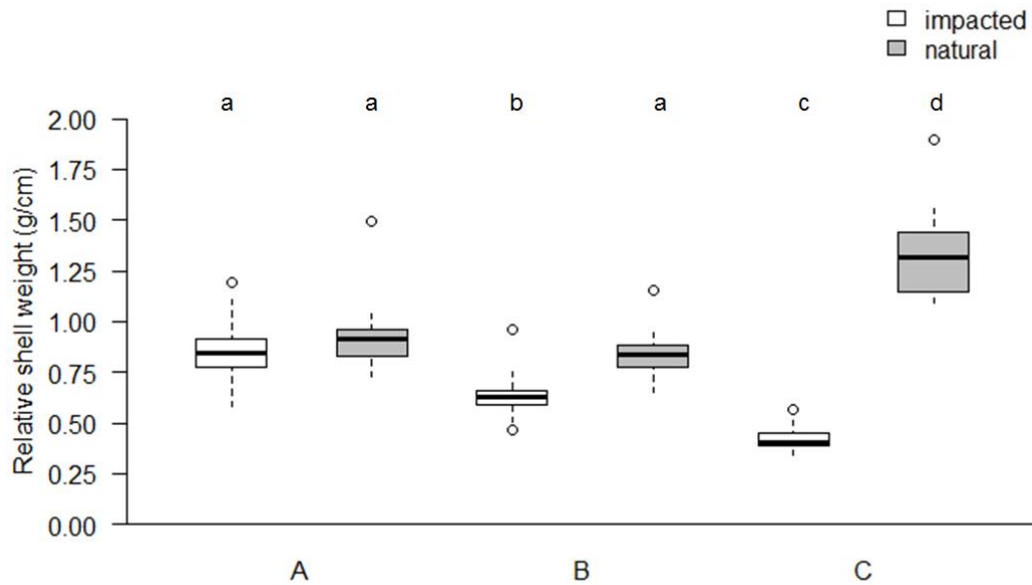 impacted
natural
a a b a c d
2.00
1.75
1.50
1.25
1.00
0.75
0.50
0.25
0.00
Relative shell weight (g/cm)
A B C